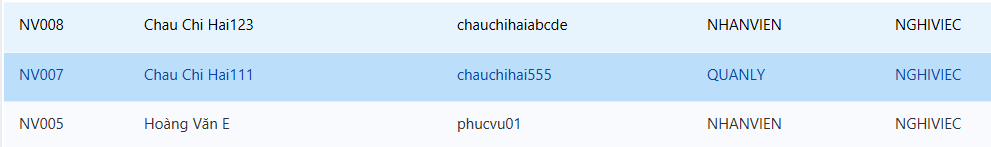 NV008 Chau Chi Hai123 chauchihaiabcde NHANVIEN NGHIVIEC
NV007 Chau Chi Hai111 chauchihai555 QUANLY NGHIVIEC
NV005 Hoàng Văn E phucvu01 NHANVIEN NGHIVIEC